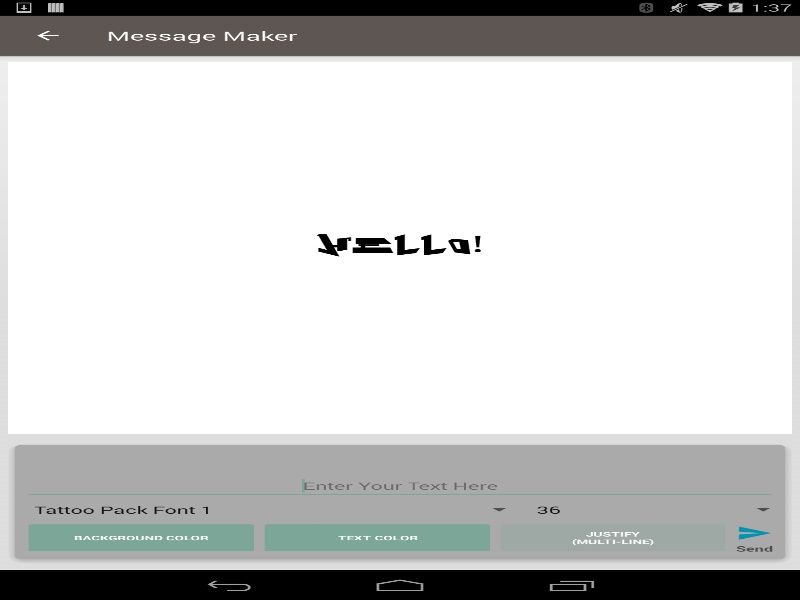 1:37
Message Maker
HELLO!
Enter Your Text Here
Tattoo Pack Font 1 36
BACKGROUND COLOR TEXT COLOR JUSTIFY
(MULTI-LINE)
Send